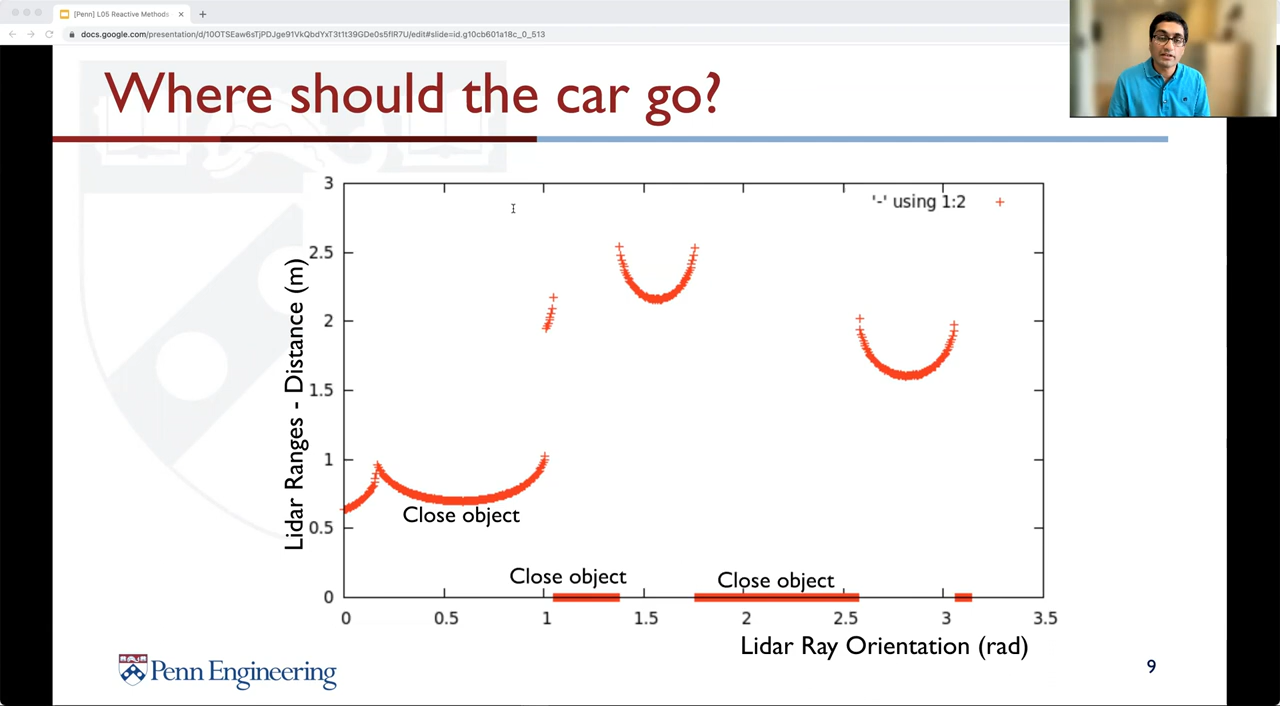 [Penn] L05 Reactive Methods
docs.google.com/presentation/d/10OTSEaw6sTjPDJge91VkQbdYxT3t1t39GDe0s5fIR7U/edit#slide=id.g10cb601a18c_0_513
Where should the car go?
3
'-' using 1:2
2.5
2
1.5
1
0.5
0
Lidar Ranges - Distance (m)
Close object
Close object
Close object
0
0.5
1
1.5
2
2.5
3
3.5
Lidar Ray Orientation (rad)
Penn Engineering
9